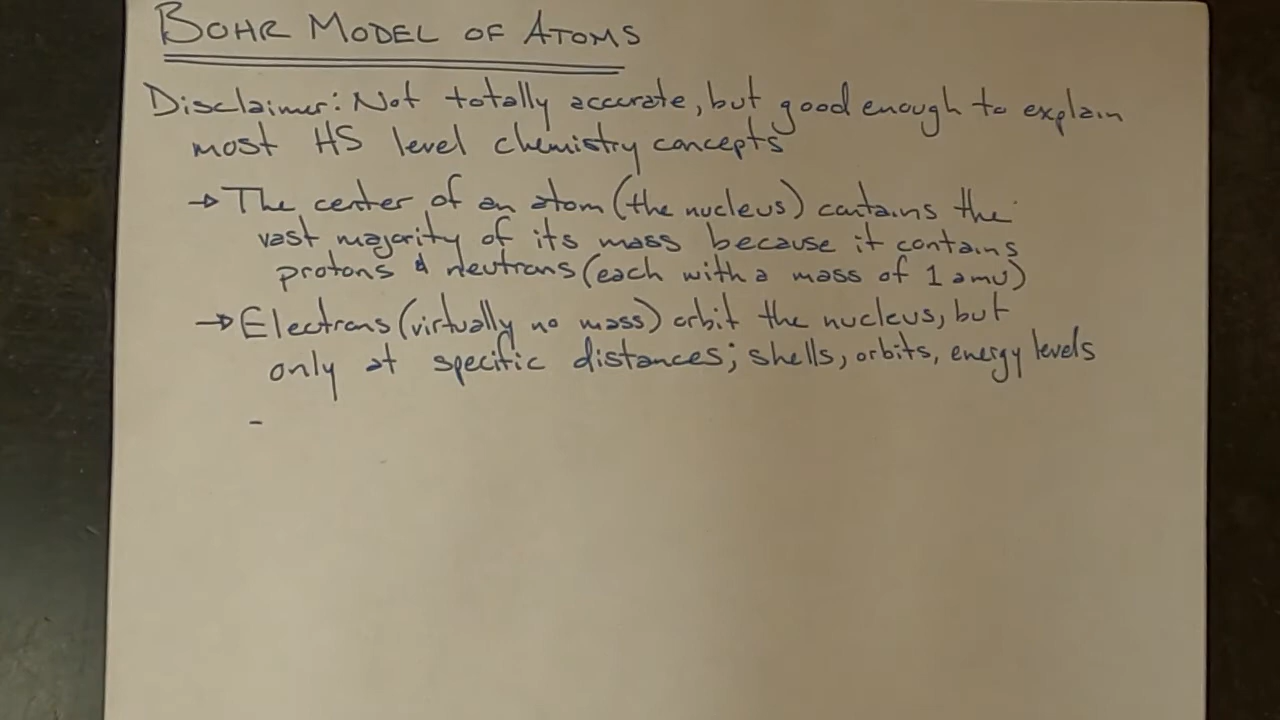 BOHR MODEL OF ATOMS
Disclaimer: Not totally accurate, but good enough to explain
most HS level chemistry concepts
→ The center of an atom (the nucleus) contains the
vast majority of its mass because it contains
protons & neutrons (each with a mass of 1 amu)
→ Electrons (virtually no mass) orbit the nucleus, but
only at specific distances; shells, orbits, energy levels
-